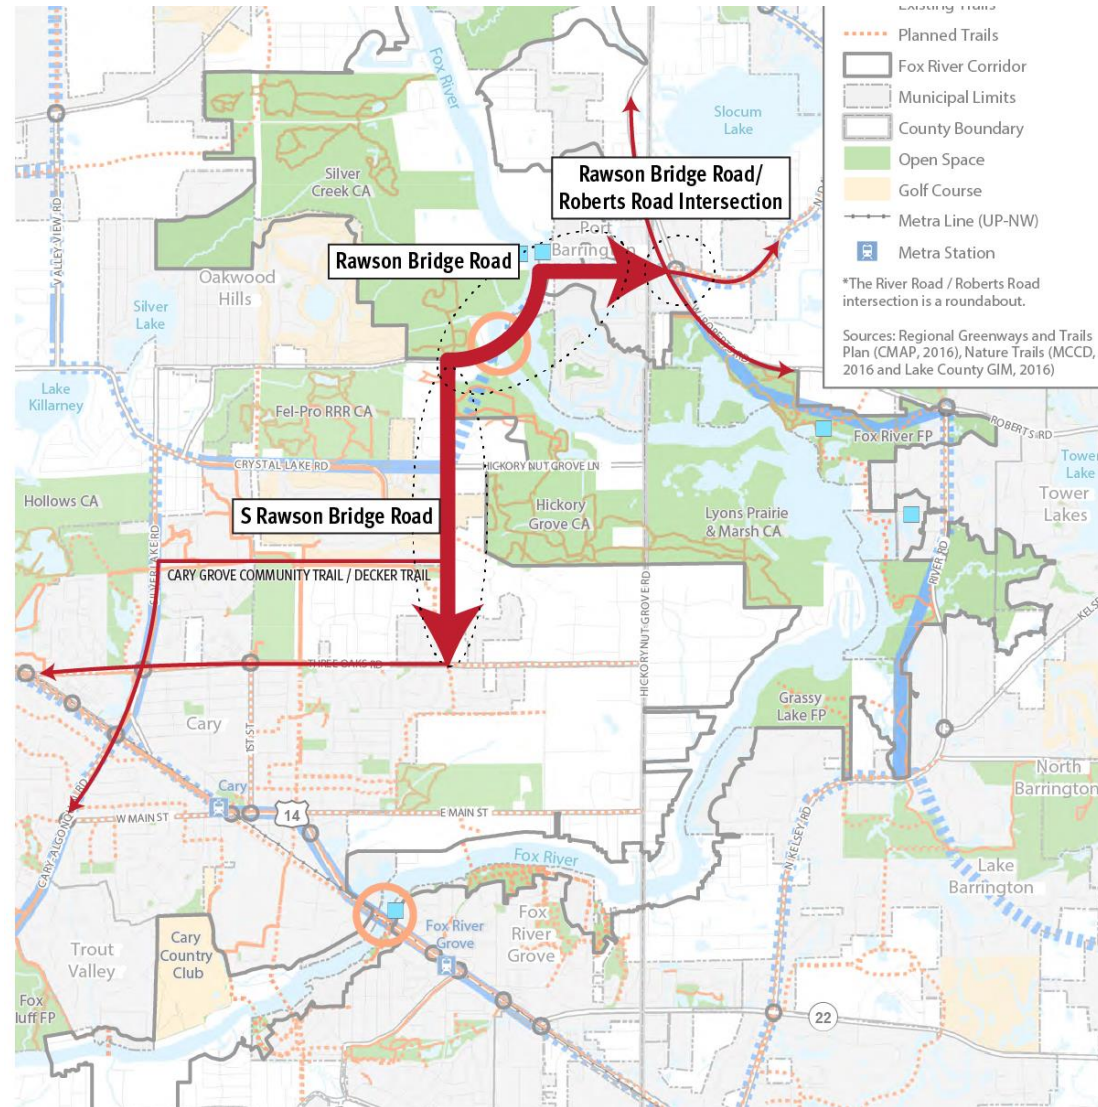 Existing Trails
Planned Trails
Fox River Corridor
Municipal Limits
County Boundary
Open Space
Golf Course
Metra Line (UP-NW)
Metra Station
*The River Road / Roberts Road
intersection is a roundabout.
Sources: Regional Greenways and Trails
Plan (CMAP, 2016), Nature Trails (MCCD,
2016 and Lake County GIM, 2016)
Fox River
Slocum
Lake
Rawson Bridge Road/
Roberts Road Intersection
Silver
Creek CA
VALLEY VIEW RD
Port
Barrington
Rawson Bridge Road
Oakwood
Hills
Silver
Lake
Lake
Killarney
Fel-Pro RRR CA
CRYSTAL LAKE RD
HICKORY NUT GROVE LN
Fox River FP
ROBERTS RD
Tower
Lake
Tower
Lakes
Hollows CA
S Rawson Bridge Road
Hickory
Grove CA
Lyons Prairie
& Marsh CA
RIVER RD
CARY GROVE COMMUNITY TRAIL / DECKER TRAIL
HICKORY NUT GROVE RD
THREE OAKS RD
Grassy
Lake FP
Cary
1ST ST
North
Barrington
Cary
14
W MAIN ST
E MAIN ST
CARY-ALGONQUIN RD
N KELSEY RD
Fox River
Lake
Barrington
Trout
Valley
Cary
Country
Club
Fox River
Grove
Fox
River
Grove
Fox
luff FP
22